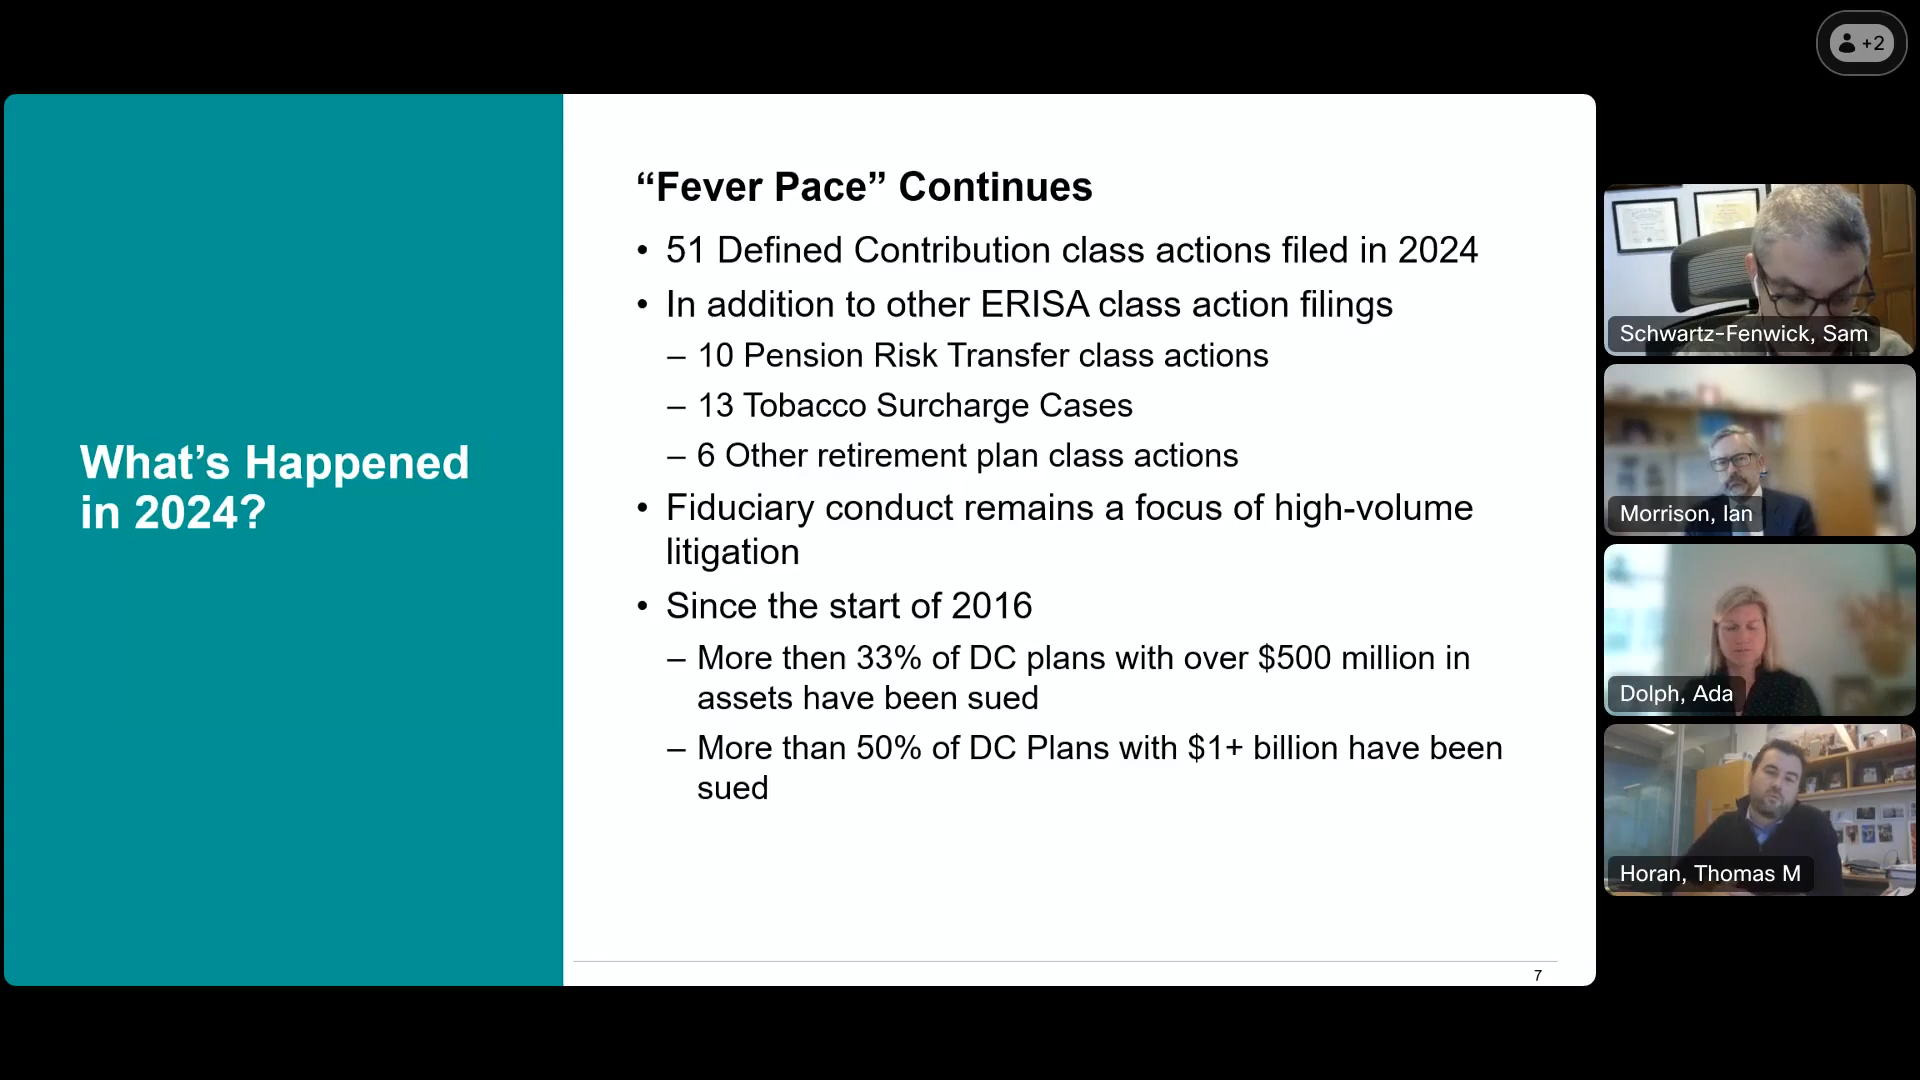 +2
What’s Happened
in 2024?
“Fever Pace” Continues
• 51 Defined Contribution class actions filed in 2024
• In addition to other ERISA class action filings
– 10 Pension Risk Transfer class actions
– 13 Tobacco Surcharge Cases
– 6 Other retirement plan class actions
• Fiduciary conduct remains a focus of high-volume
litigation
• Since the start of 2016
– More then 33% of DC plans with over $500 million in
assets have been sued
– More than 50% of DC Plans with $1+ billion have been
sued
7
Schwartz-Fenwick, Sam
Morrison, Ian
Dolph, Ada
Horan, Thomas M